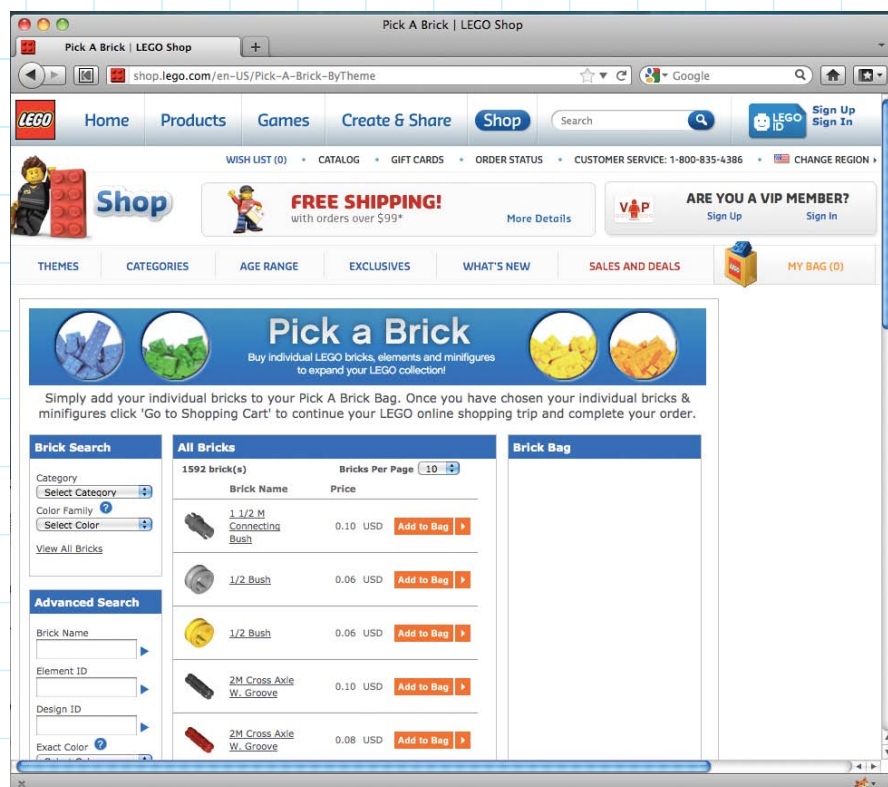 Pick A Brick | LEGO Shop
Pick A Brick | LEGO Shop
+
shop.lego.com/en-US/Pick-A-Brick-ByTheme
Google
LEGO
Home
Products
Games
Create & Share
Shop
Search
LEGO ID
Sign Up
Sign In
WISH LIST (0) • CATALOG • GIFT CARDS • ORDER STATUS • CUSTOMER SERVICE: 1-800-835-4386 • CHANGE REGION
Shop
FREE SHIPPING!
with orders over $99*
More Details
VIP
ARE YOU A VIP MEMBER?
Sign Up
Sign In
THEMES
CATEGORIES
AGE RANGE
EXCLUSIVES
WHAT'S NEW
SALES AND DEALS
MY BAG (0)
Pick a Brick
Buy individual LEGO bricks, elements and minifigures
to expand your LEGO collection!
Simply add your individual bricks to your Pick A Brick Bag. Once you have chosen your individual bricks &
minifigures click 'Go to Shopping Cart' to continue your LEGO online shopping trip and complete your order.
Brick Search
Category
Select Category
Color Family ?
Select Color
View All Bricks
Advanced Search
Brick Name
Element ID
Design ID
Exact Color ?
All Bricks
1592 brick(s)
Bricks Per Page 10
Brick Name
Price
1 1/2 M
Connecting
Bush
0.10 USD
Add to Bag
1/2 Bush
0.06 USD
Add to Bag
1/2 Bush
0.06 USD
Add to Bag
2M Cross Axle
W. Groove
0.10 USD
Add to Bag
2M Cross Axle
W. Groove
0.08 USD
Add to Bag
Brick Bag